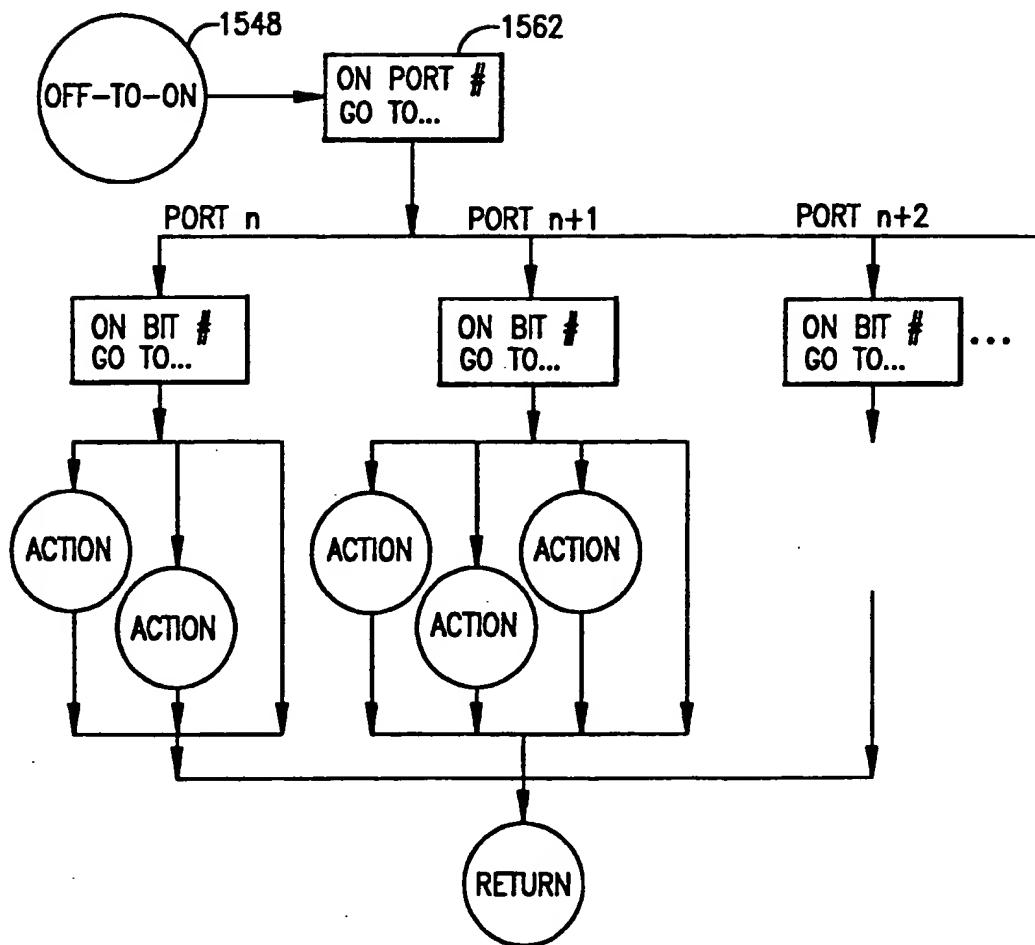 1548
1562
OFF-TO-ON
ON PORT #
GO TO...
PORT n
PORT n+1
PORT n+2
ON BIT #
GO TO...
ON BIT #
GO TO...
ON BIT #
GO TO...
...
ACTION
ACTION
ACTION
ACTION
ACTION
RETURN